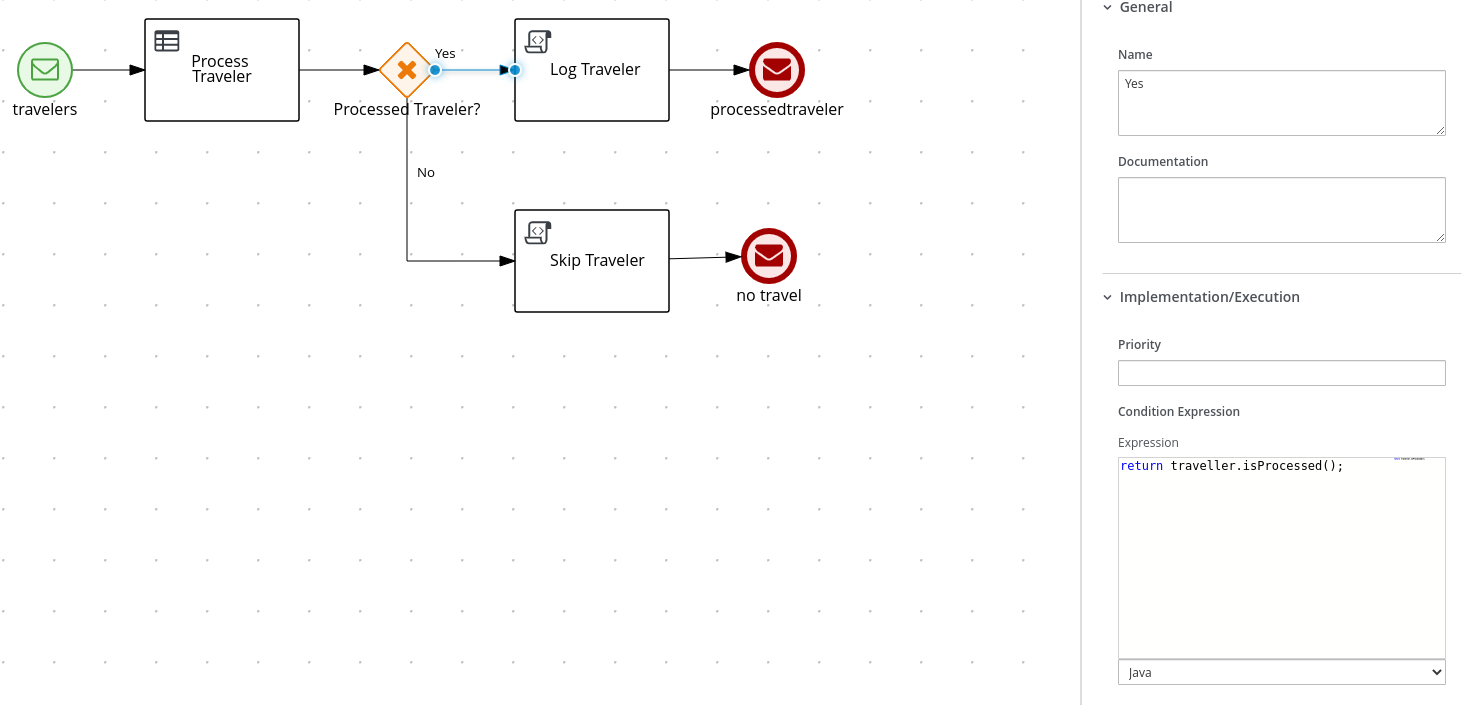 travelers
Process
Traveler
Processed Traveler?
Yes
No
Log Traveler
processedtraveler
Skip Traveler
no travel
General
Name
Yes
Documentation
Implementation/Execution
Priority
Condition Expression
Expression
return traveller.isProcessed();
Java